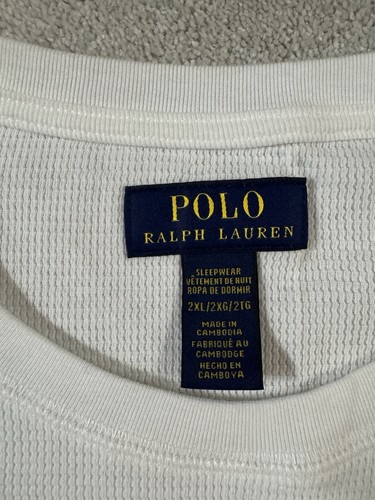 POLO
RALPH LAUREN
SLEEPWEAR
VÊTEMENT DE NUIT
ROPA DE DORMIR
2XL/2XG/2TG
MADE IN
CAMBODIA
FABRIQUÉ AU
CAMBODGE
HECHO EN
CAMBOYA